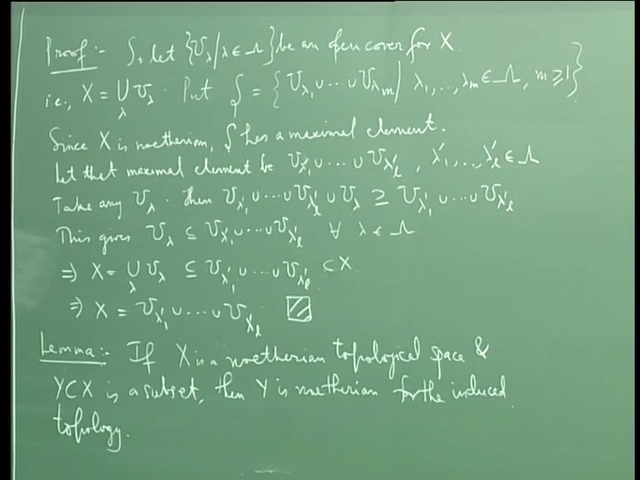 Proof:- So let {U_λ | λ ∈ Λ} be an open cover for X.
i.e., X = ∪_λ U_λ. Put S = {U_λ₁ ∪ ... ∪ U_λₘ | λ₁, ..., λₘ ∈ Λ, m ≥ 1}
Since X is noetherian, S has a maximal element.
Let that maximal element be U_λ'₁ ∪ ... ∪ U_λ'ₗ, λ'₁, ..., λ'ₗ ∈ Λ
Take any U_λ. Then U_λ'₁ ∪ ... ∪ U_λ'ₗ ∪ U_λ ⊇ U_λ'₁ ∪ ... ∪ U_λ'ₗ
This gives U_λ ⊆ U_λ'₁ ∪ ... ∪ U_λ'ₗ ∀ λ ∈ Λ
⇒ X = ∪_λ U_λ ⊆ U_λ'₁ ∪ ... ∪ U_λ'ₗ ⊂ X
⇒ X = U_λ'₁ ∪ ... ∪ U_λ'ₗ
Lemma:- If X is a noetherian topological space &
Y ⊂ X is a subset, then Y is noetherian for the induced
topology.